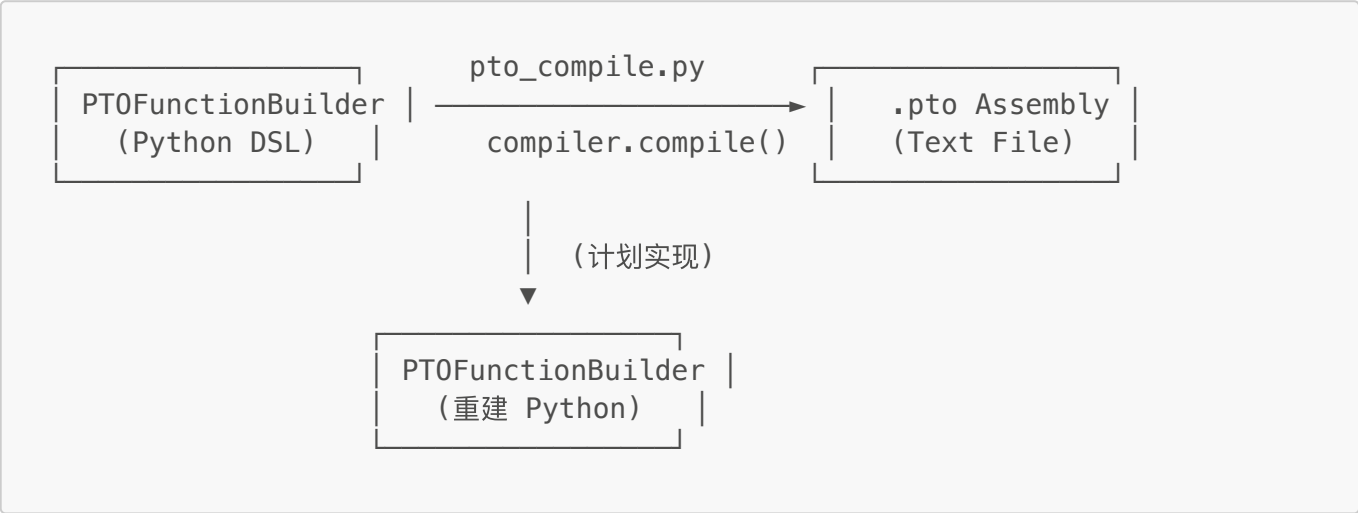 pto_compile.py
PTOFunctionBuilder
.pto Assembly
(Python DSL)
compiler.compile()
(Text File)
(计划实现)
PTOFunctionBuilder
(重建 Python)